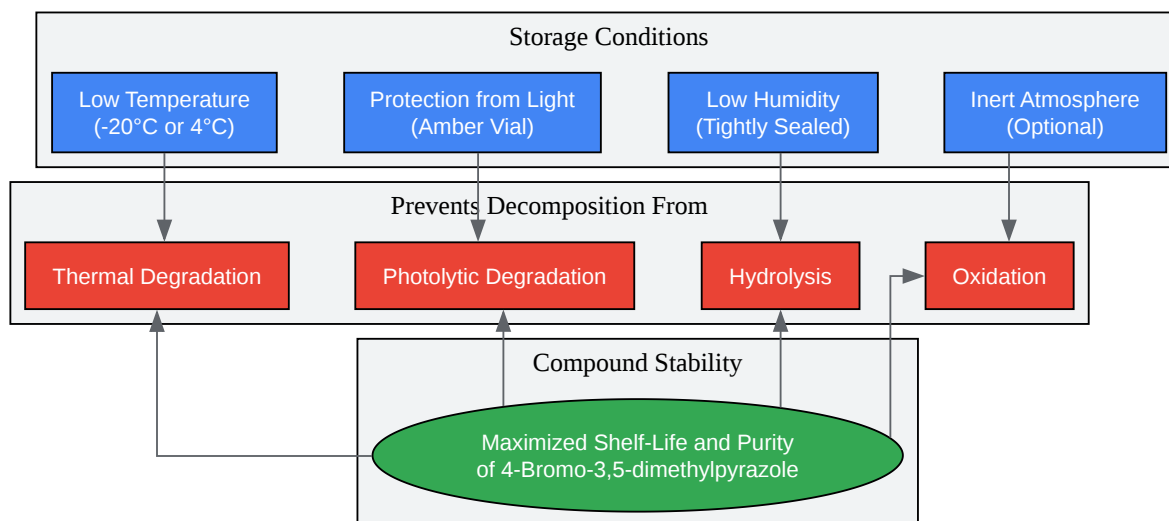 Storage Conditions
Low Temperature
(-20°C or 4°C)
Protection from Light
(Amber Vial)
Low Humidity
(Tightly Sealed)
Inert Atmosphere
(Optional)
Prevents Decomposition From
Thermal Degradation
Photolytic Degradation
Hydrolysis
Oxidation
Compound Stability
Maximized Shelf-Life and Purity
of 4-Bromo-3,5-dimethylpyrazole